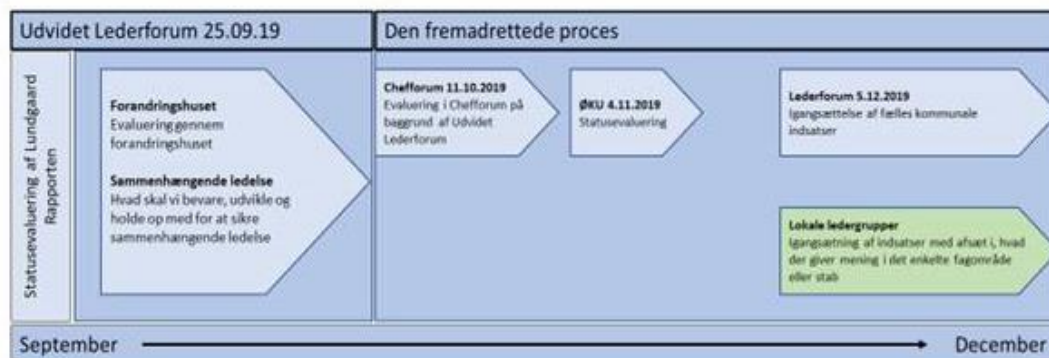 Udvidet Lederforum 25.09.19
Den fremadrettede proces
Statusevaluering af Lundgaard
Rapporten
Forandringshuset
Evaluering gennem
forandringshuset
Sammenhængende ledelse
Hvad skal vi bevare, udvikle og
holde op med for at sikre
sammenhængende ledelse
Chefforum 11.10.2019
Evaluering i Chefforum på
baggrund af Udvidet
Lederforum
ØKU 4.11.2019
Statusevaluering
Lederforum 5.12.2019
Igangsættelse af fælles kommunale
indsatser
Lokale ledergrupper
Igangsætning af indsatser med afsæt i, hvad
der giver mening i det enkelte fagområde
eller stab
September
December